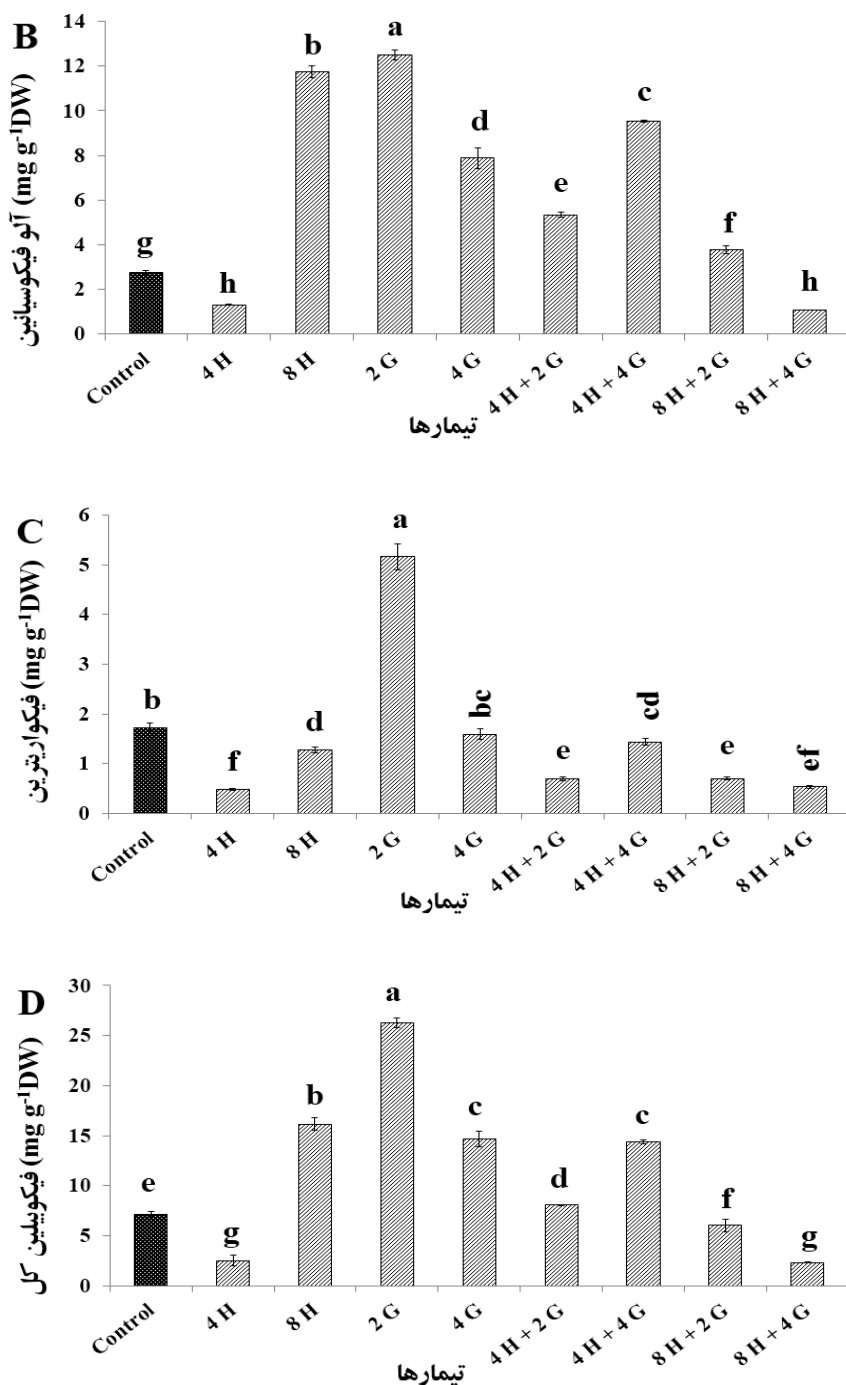 B
آلو فیکوسیانین (mg g-1DW)
14
12
10
8
6
4
2
0
g
h
b
a
d
e
c
f
h
Control
4 H
8 H
2 G
4 G
4 H + 2 G
4 H + 4 G
8 H + 2 G
8 H + 4 G
تیمارها
C
فیکواریترین (mg g-1DW)
6
5
4
3
2
1
0
b
f
d
a
bc
e
cd
e
ef
Control
4 H
8 H
2 G
4 G
4 H + 2 G
4 H + 4 G
8 H + 2 G
8 H + 4 G
تیمارها
D
فیکوبیلین کل (mg g-1DW)
30
25
20
15
10
5
0
e
g
b
a
c
d
c
f
g
Control
4 H
8 H
2 G
4 G
4 H + 2 G
4 H + 4 G
8 H + 2 G
8 H + 4 G
تیمارها